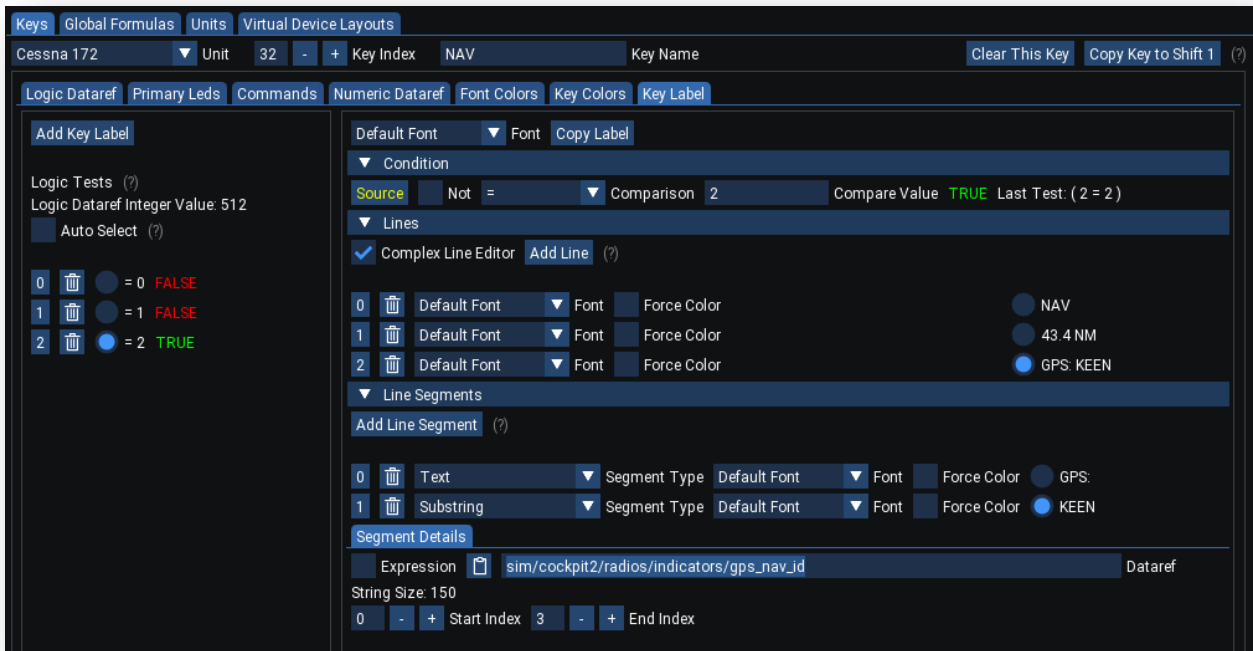 Keys Global Formulas Units Virtual Device Layouts
Cessna 172 Unit 32 - + Key Index NAV Key Name Clear This Key Copy Key to Shift 1 (?)
Logic Dataref Primary Leds Commands Numeric Dataref Font Colors Key Colors Key Label
Add Key Label
Logic Tests (?)
Logic Dataref Integer Value: 512
Auto Select (?)
0 = 0 FALSE
1 = 1 FALSE
2 = 2 TRUE
Default Font Font Copy Label
Condition
Source Not = Comparison 2 Compare Value TRUE Last Test: ( 2 = 2 )
Lines
Complex Line Editor Add Line (?)
0 Default Font Font Force Color NAV
1 Default Font Font Force Color 43.4 NM
2 Default Font Font Force Color GPS: KEEN
Line Segments
Add Line Segment (?)
0 Text Segment Type Default Font Font Force Color GPS:
1 Substring Segment Type Default Font Font Force Color KEEN
Segment Details
Expression sim/cockpit2/radios/indicators/gps_nav_id Dataref
String Size: 150
0 - + Start Index 3 - + End Index